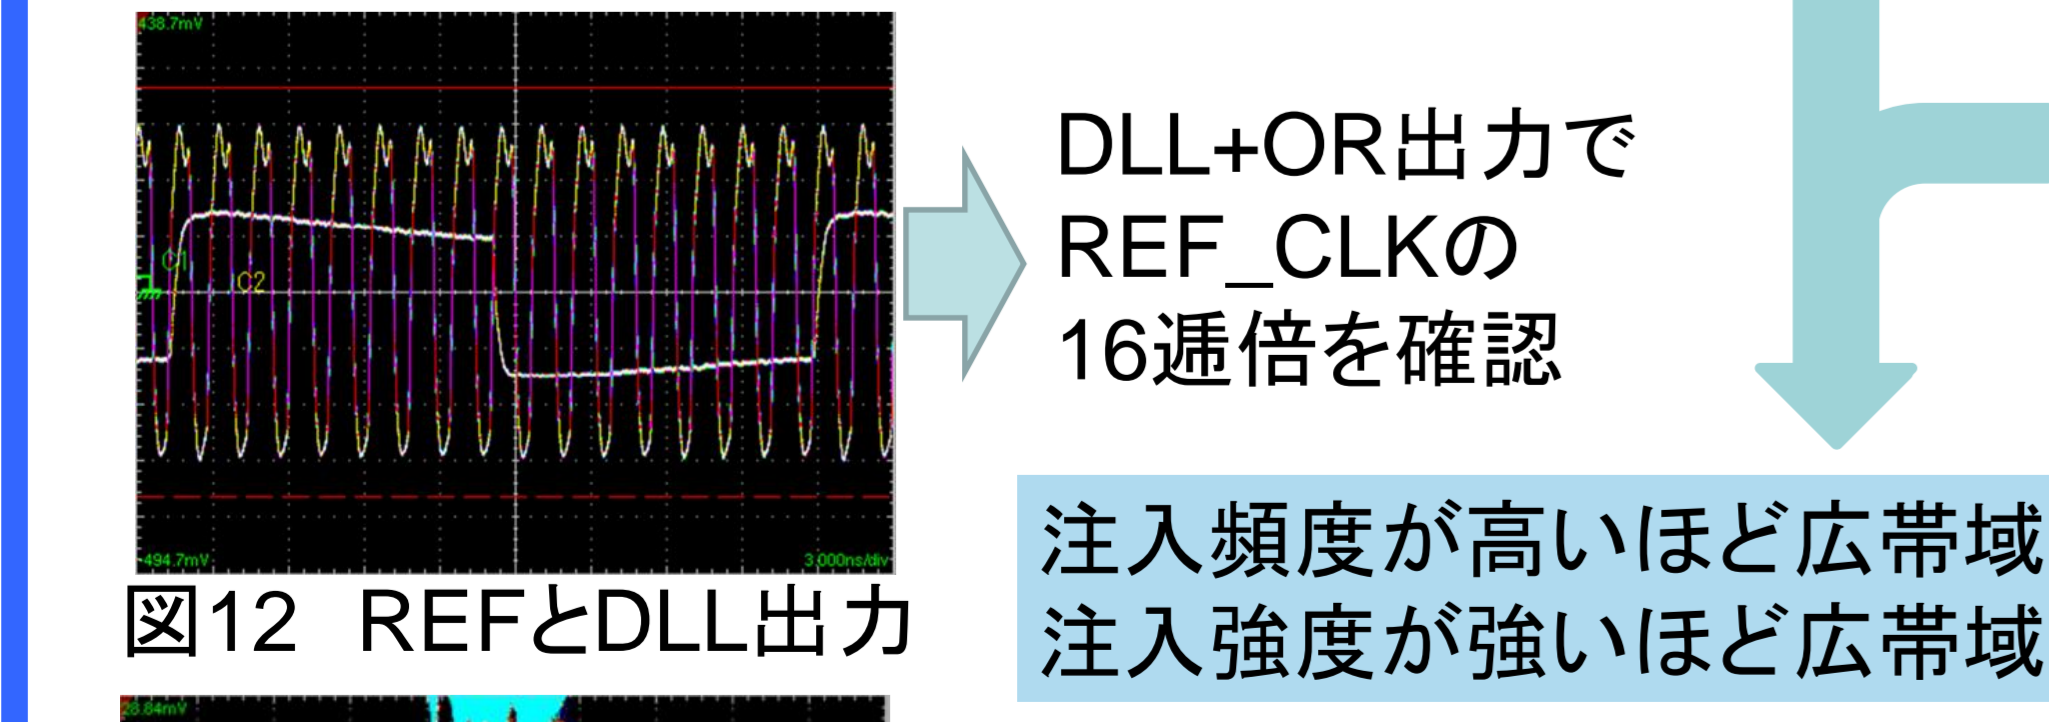 438.7mV
C1
C2
-494.7mV
3.000ns/div
図12　REFとDLL出力
DLL+OR出力で
REF_CLKの
16逓倍を確認
注入頻度が高いほど広帯域
注入強度が強いほど広帯域
28.84mV